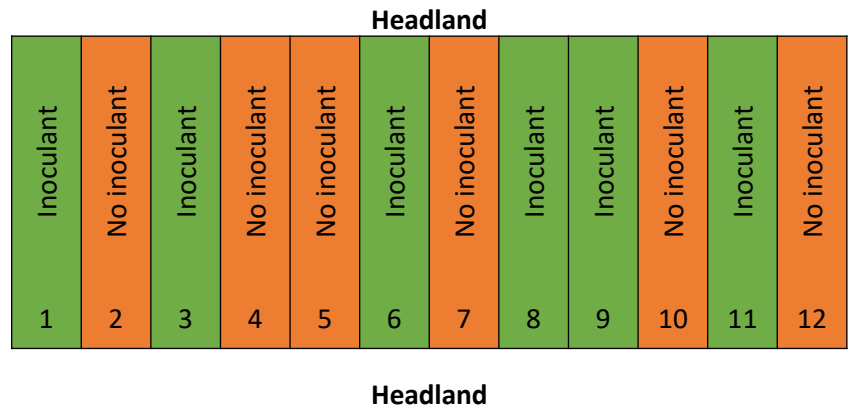 Headland
Inoculant
No inoculant
Inoculant
No inoculant
No inoculant
Inoculant
No inoculant
Inoculant
Inoculant
No inoculant
Inoculant
No inoculant
1 2 3 4 5 6 7 8 9 10 11 12
Headland